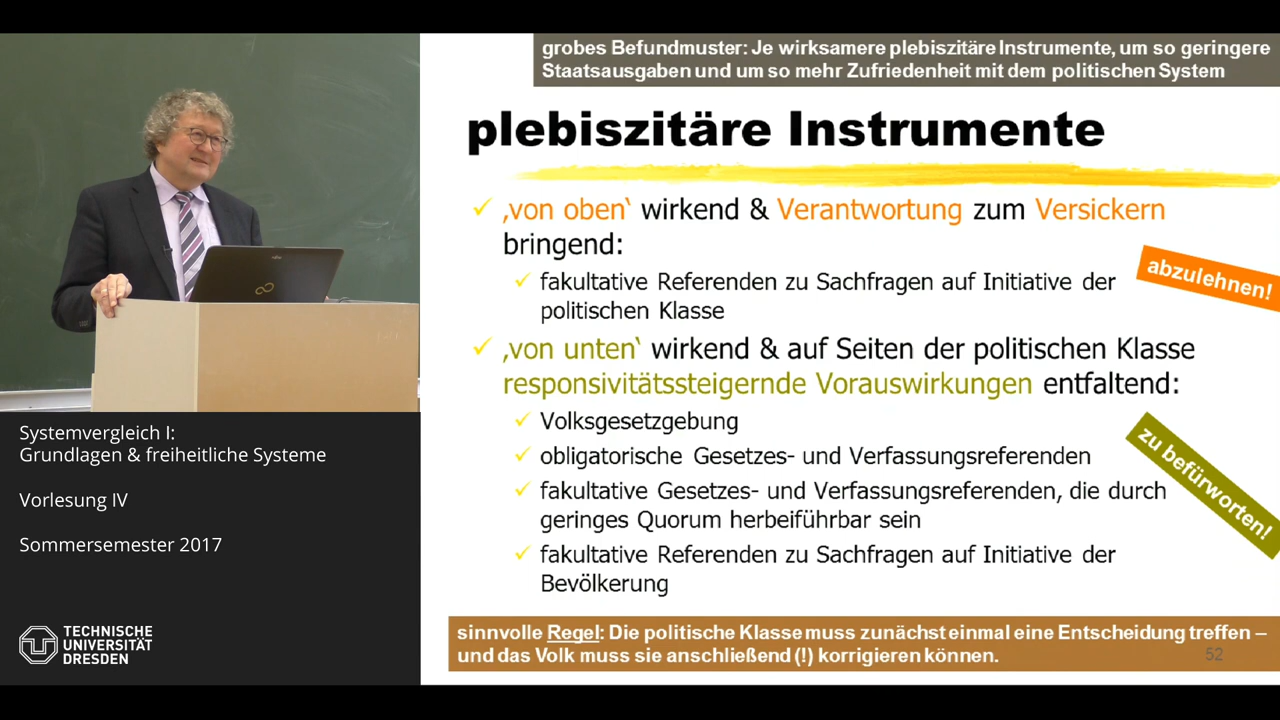 grobes Befundmuster: Je wirksamere plebiszitäre Instrumente, um so geringere
Staatsausgaben und um so mehr Zufriedenheit mit dem politischen System
plebiszitäre Instrumente
‚von oben‘ wirkend & Verantwortung zum Versickern
bringend:
fakultative Referenden zu Sachfragen auf Initiative der
politischen Klasse
abzulehnen!
‚von unten‘ wirkend & auf Seiten der politischen Klasse
responsivitätssteigernde Vorauswirkungen entfaltend:
Volksgesetzgebung
obligatorische Gesetzes- und Verfassungsreferenden
fakultative Gesetzes- und Verfassungsreferenden, die durch
geringes Quorum herbeiführbar sein
fakultative Referenden zu Sachfragen auf Initiative der
Bevölkerung
zu befürworten!
sinnvolle Regel: Die politische Klasse muss zunächst einmal eine Entscheidung treffen –
und das Volk muss sie anschließend (!) korrigieren können.
52
Systemvergleich I:
Grundlagen & freiheitliche Systeme
Vorlesung IV
Sommersemester 2017
TECHNISCHE
UNIVERSITÄT
DRESDEN